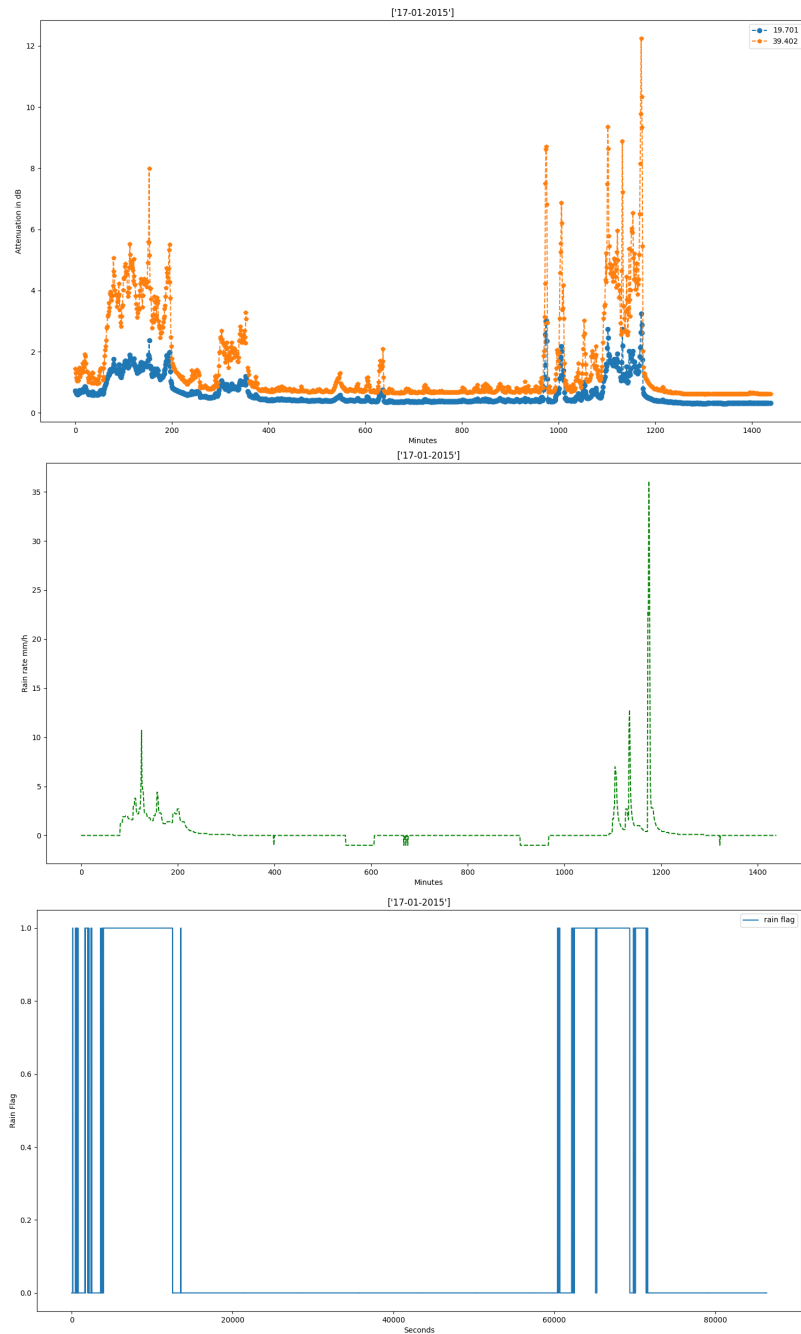 ['17-01-2015']
19.701
39.402
Attenuation in dB
12
10
8
6
4
2
0
0 200 400 600 800 1000 1200 1400
Minutes
['17-01-2015']
Rain rate mm/h
35
30
25
20
15
10
5
0
0 200 400 600 800 1000 1200 1400
Minutes
['17-01-2015']
rain flag
Rain Flag
1.0
0.8
0.6
0.4
0.2
0.0
0 20000 40000 60000 80000
Seconds